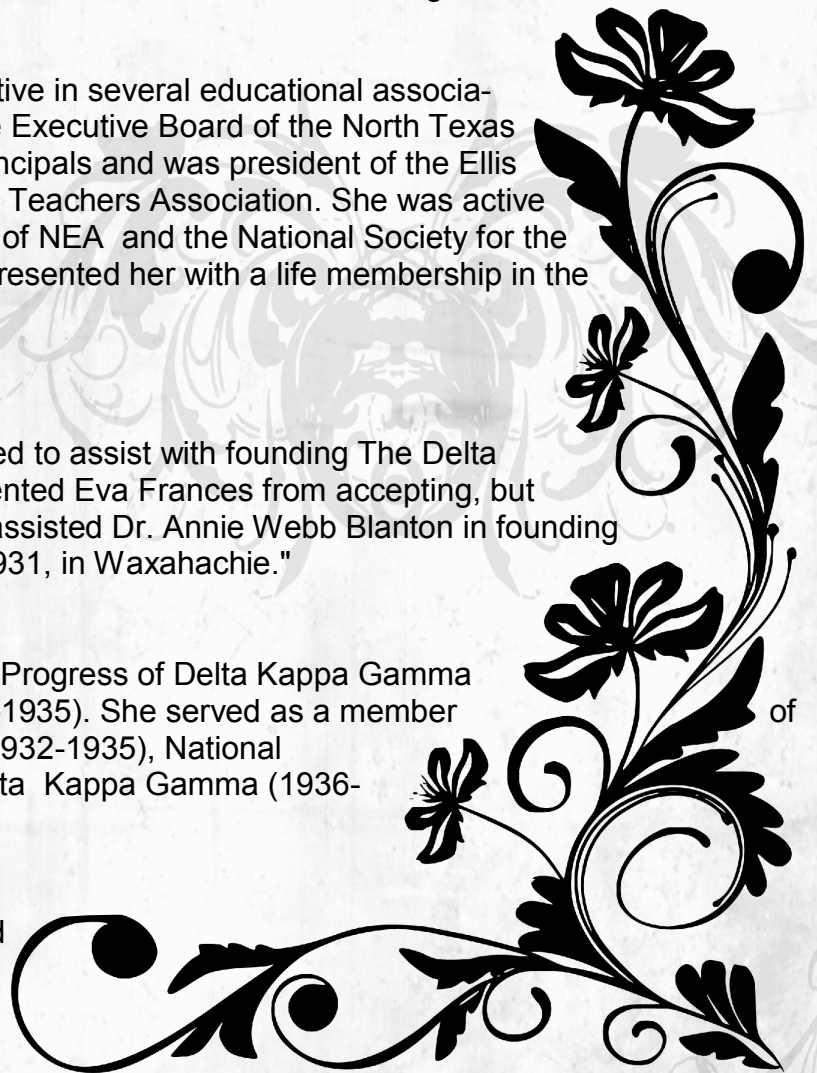 tive in several educational associa-
e Executive Board of the North Texas
ncipals and was president of the Ellis
Teachers Association. She was active
of NEA and the National Society for the
resented her with a life membership in the
ed to assist with founding The Delta
ented Eva Frances from accepting, but
assisted Dr. Annie Webb Blanton in founding
931, in Waxahachie."
Progress of Delta Kappa Gamma
-1935). She served as a member of
932-1935), National
ta Kappa Gamma (1936-